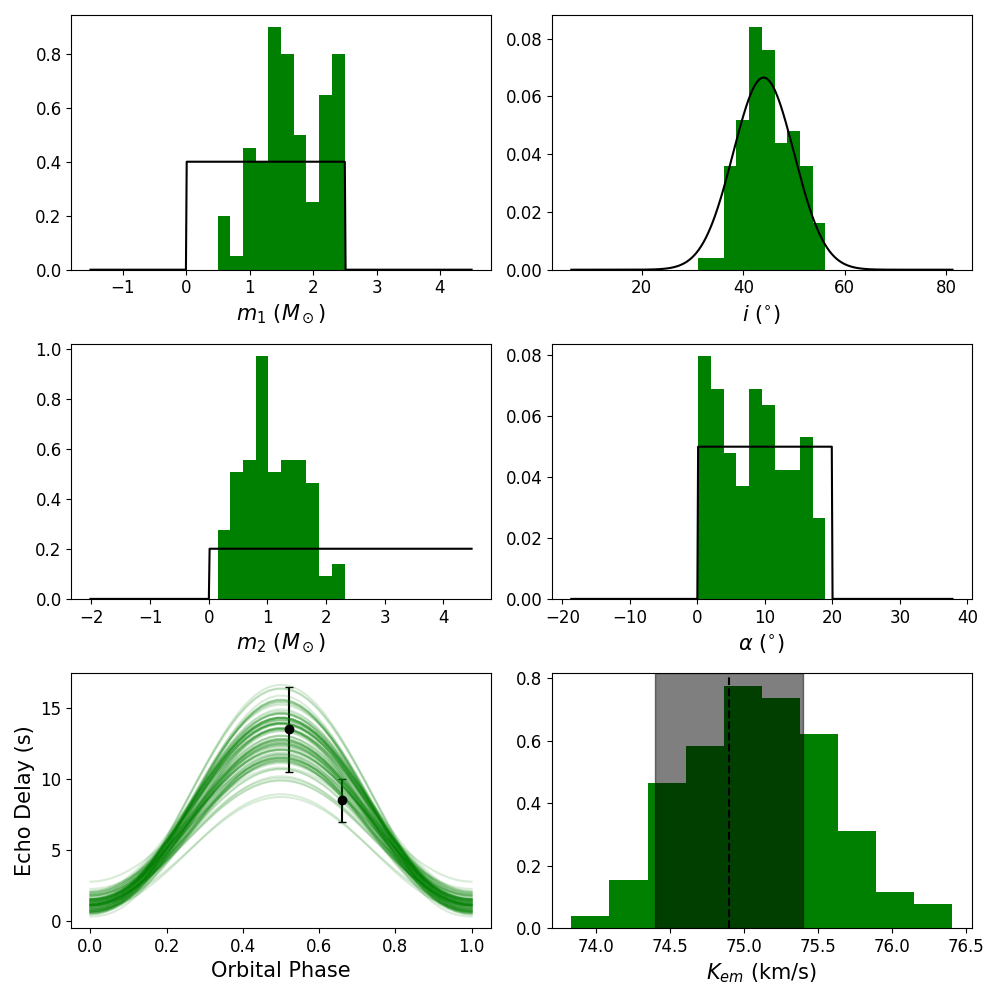 0.8
0.6
0.4
0.2
0.0
−1 0 1 2 3 4
m₁ (M⊙)
0.08
0.06
0.04
0.02
0.00
20 40 60 80
i (°)
1.0
0.8
0.6
0.4
0.2
0.0
−2 −1 0 1 2 3 4
m₂ (M⊙)
0.08
0.06
0.04
0.02
0.00
−20 −10 0 10 20 30 40
α (°)
15
10
5
0
Echo Delay (s)
0.0 0.2 0.4 0.6 0.8 1.0
Orbital Phase
0.8
0.6
0.4
0.2
0.0
74.0 74.5 75.0 75.5 76.0 76.5
Kₑₘ (km/s)